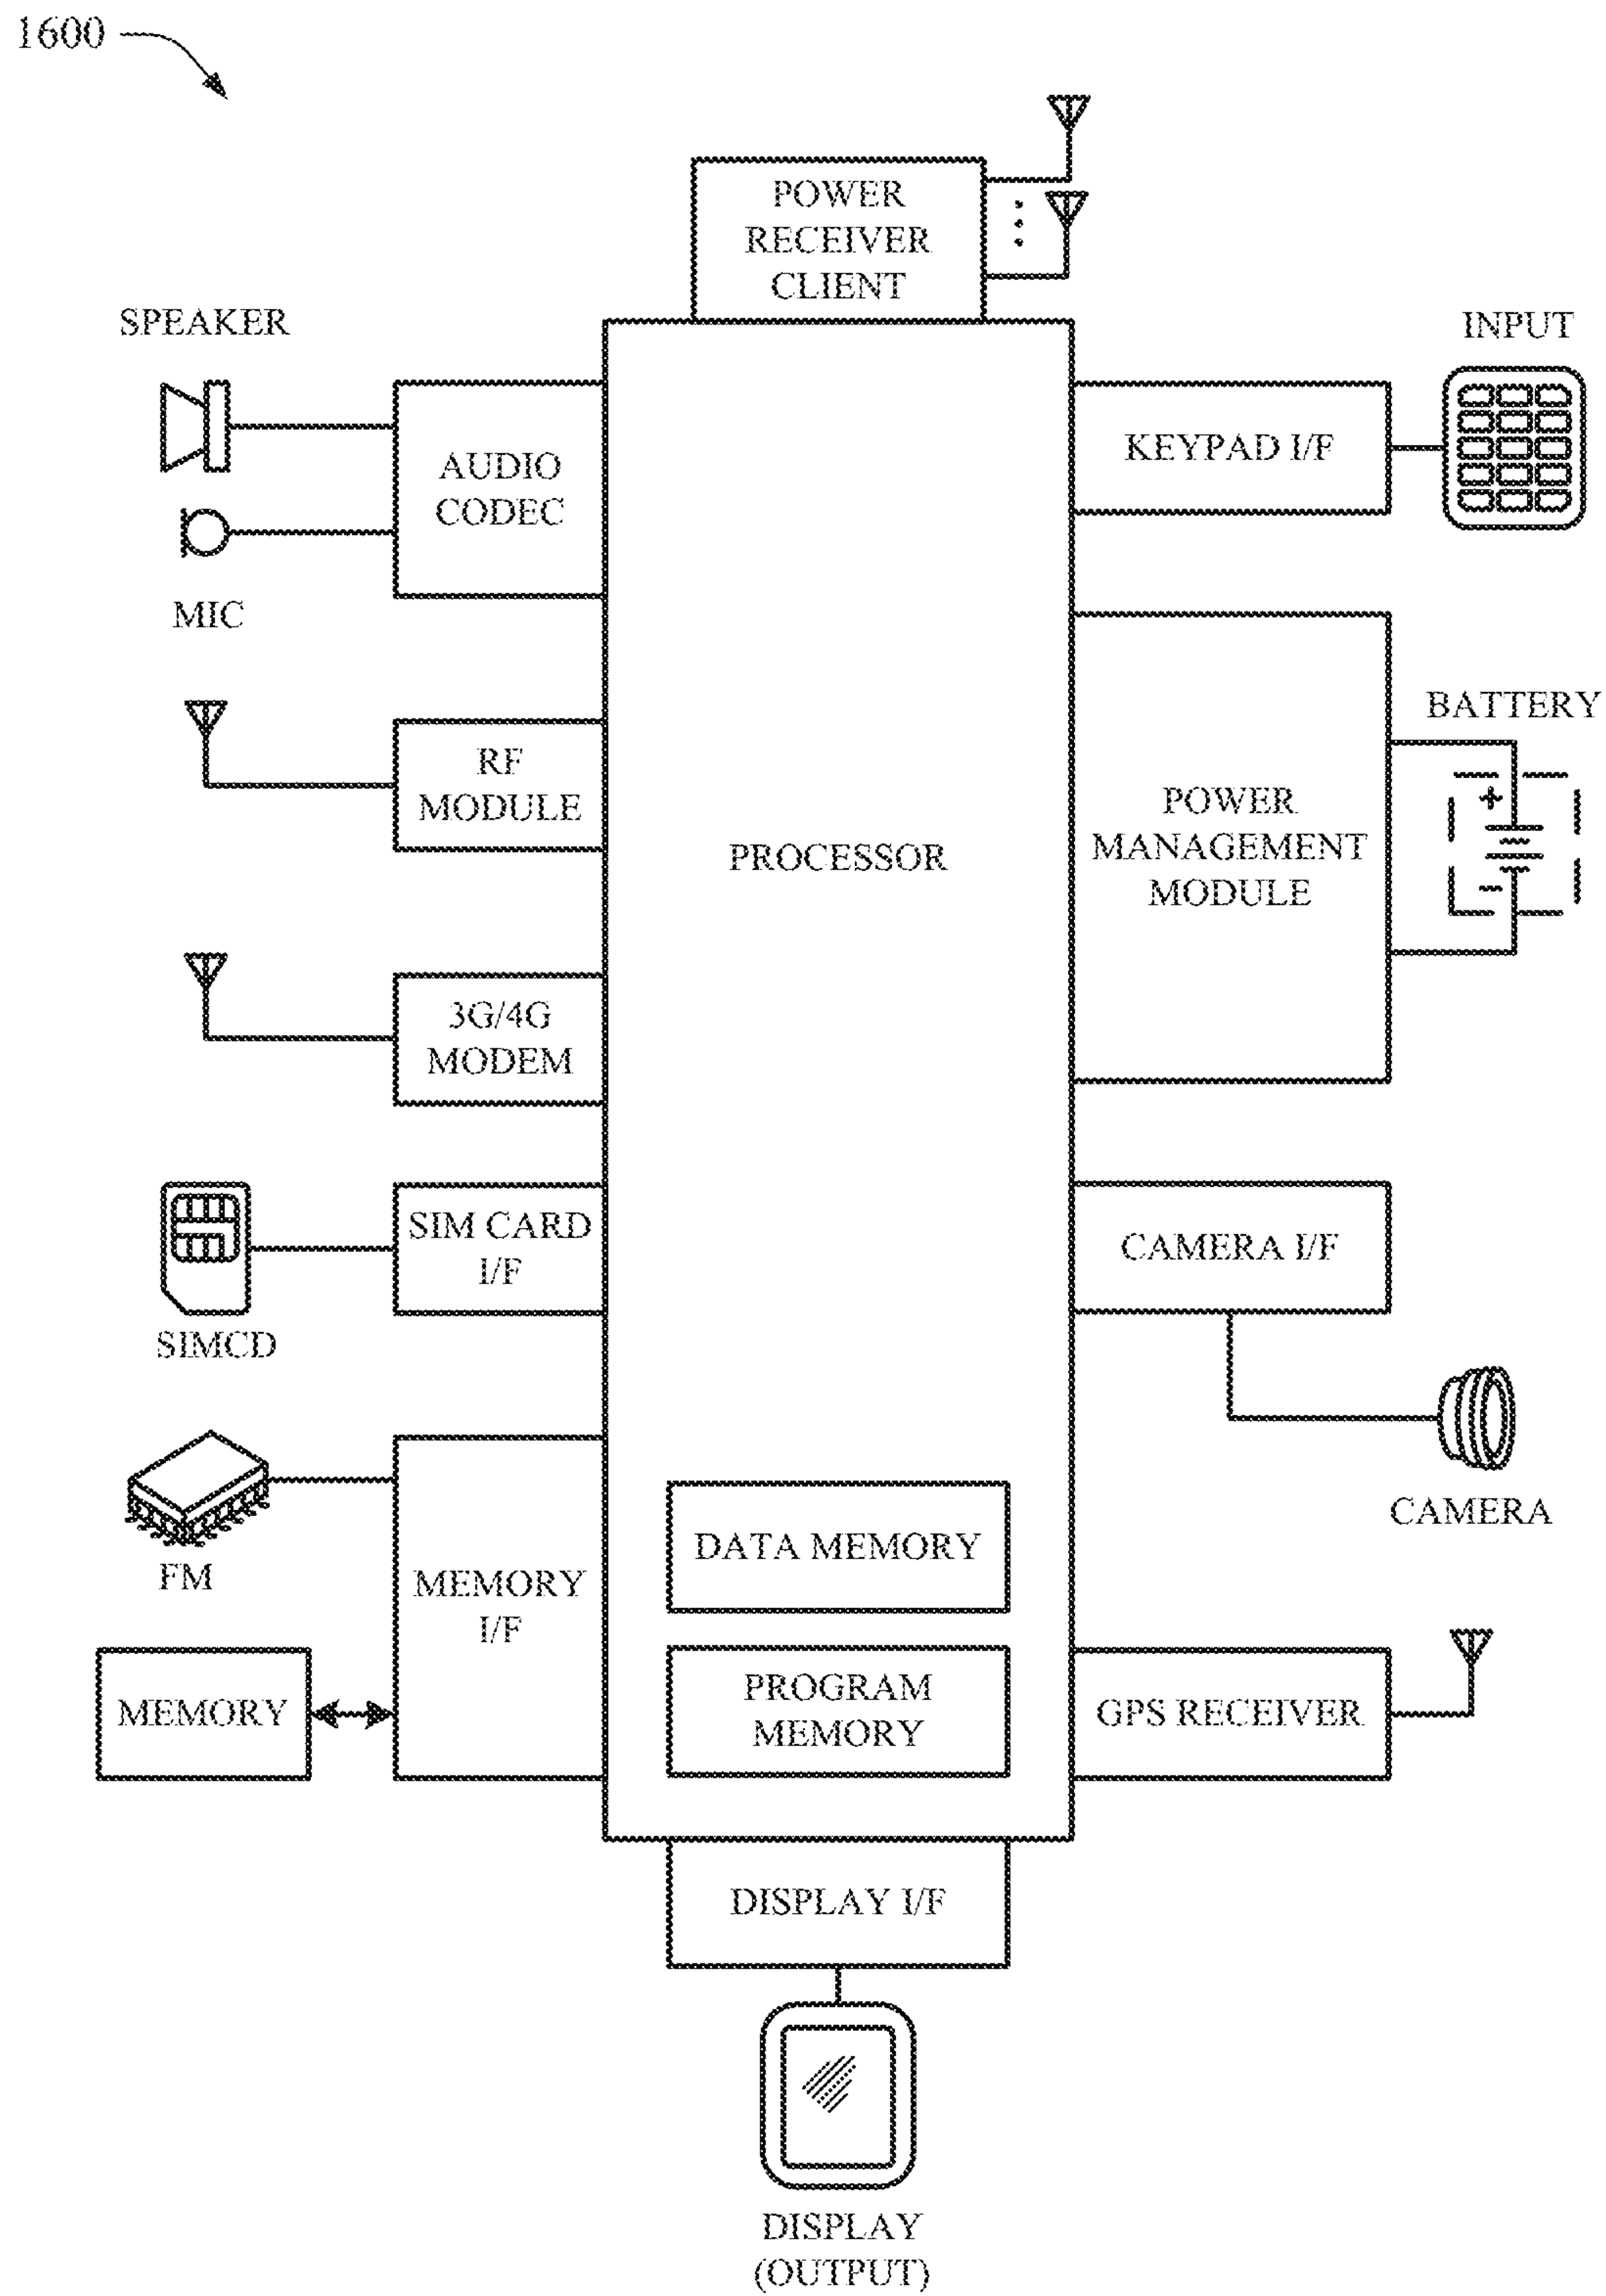 1600
POWER
RECEIVER
CLIENT
SPEAKER
INPUT
AUDIO
CODEC
KEYPAD I/F
MIC
BATTERY
+
RF
MODULE
PROCESSOR
POWER
MANAGEMENT
MODULE
-
3G/4G
MODEM
SIM CARD
I/F
CAMERA I/F
SIMCD
CAMERA
DATA MEMORY
FM
MEMORY
I/F
MEMORY
PROGRAM
MEMORY
GPS RECEIVER
DISPLAY I/F
DISPLAY
(OUTPUT)